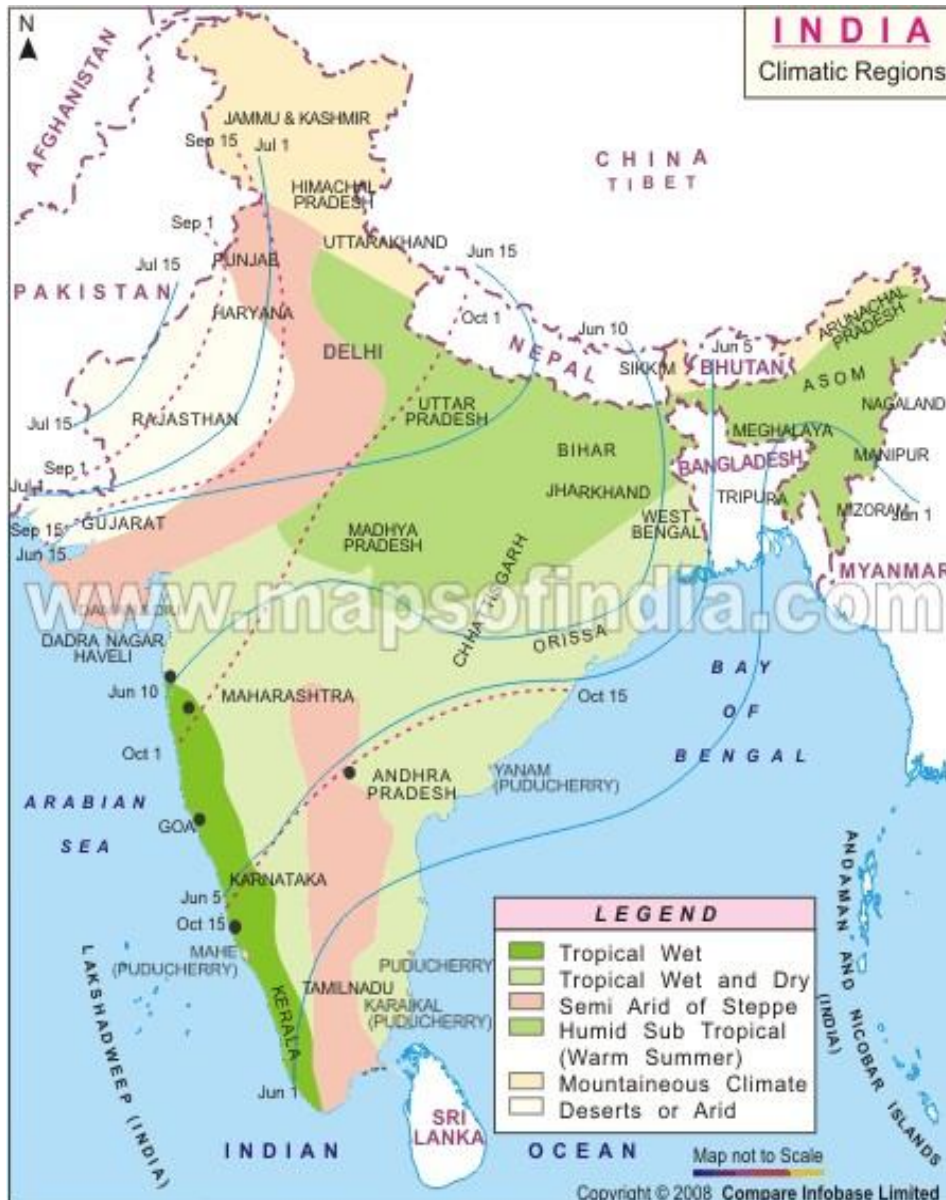 N
INDIA
Climatic Regions
AFGHANISTAN
JAMMU & KASHMIR
Sep 15
Jul 1
CHINA
TIBET
HIMACHAL
PRADESH
Sep 1
UTTARAKHAND
Jun 15
PUNJAB
Jul 15
PAKISTAN
HARYANA
Oct 1
NEPAL
Jun 10
ARUNACHAL
PRADESH
DELHI
SIKKIM
Jun 5
BHUTAN
ASOM
RAJASTHAN
UTTAR
PRADESH
NAGALAND
Jul 15
MEGHALAYA
BIHAR
MANIPUR
BANGLADESH
Sep 1
Jul 1
JHARKHAND
TRIPURA
MIZORAM
Jun 1
GUJARAT
Sep 15
WEST
BENGAL
MADHYA
PRADESH
Jun 15
MYANMAR
www.mapsofindia.com
CHHATTISGARH
ORISSA
DADRA NAGAR
HAVELI
BAY
OF
BENGAL
Jun 10
MAHARASHTRA
Oct 15
Oct 1
ANDHRA
PRADESH
YANAM
(PUDUCHERRY)
ARABIAN
SEA
GOA
KARNATAKA
Jun 5
Oct 15
MAHE
(PUDUCHERRY)
PUDUCHERRY
TAMILNADU
KARAIKAL
(PUDUCHERRY)
KERALA
LAKSHADWEEP (INDIA)
Jun 1
ANDAMAN AND NICOBAR ISLANDS
(INDIA)
LEGEND
Tropical Wet
Tropical Wet and Dry
Semi Arid of Steppe
Humid Sub Tropical
(Warm Summer)
Mountaineous Climate
Deserts or Arid
SRI
LANKA
INDIAN OCEAN
Map not to Scale
Copyright © 2008 Compare Infobase Limited